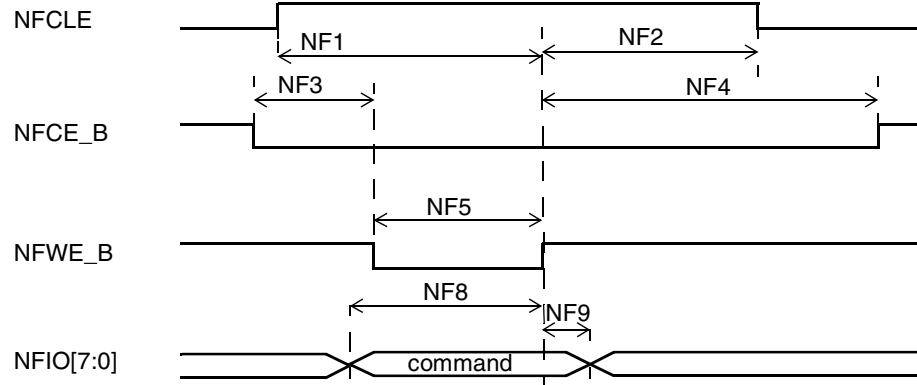 NFCLE
NF1
NF2
NF3
NF4
NFCE_B
NF5
NFWE_B
NF8
NF9
NFIO[7:0]
command